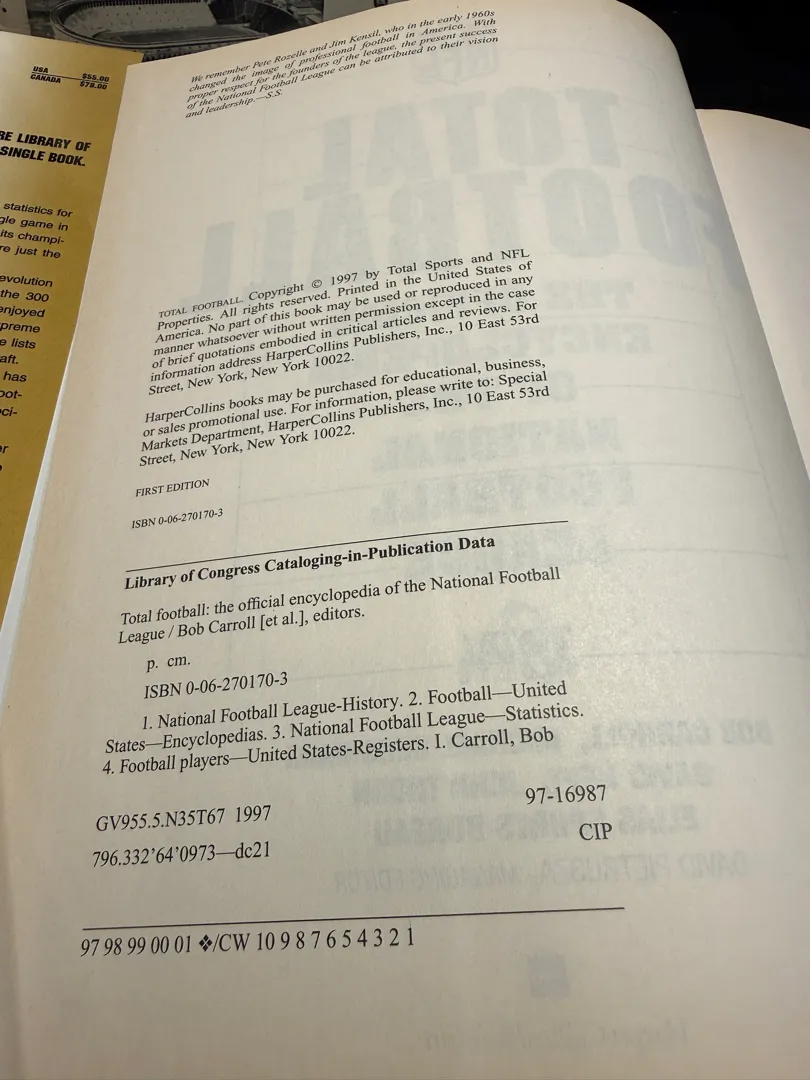 USA $55.00
CANADA $79.00
RE LIBRARY OF
SINGLE BOOK.
statistics for
gle game in
its champi-
re just the
evolution
the 300
enjoyed
preme
e lists
aft.
has
oot-
ci-
er
We remember Pete Rozelle and Jim Kensil, who in the early 1960s
changed the image of professional football in America. With
proper respect for the founders of the league, the present success
of the National Football League can be attributed to their vision
and leadership.—S.S.
TOTAL FOOTBALL. Copyright © 1997 by Total Sports and NFL
Properties. All rights reserved. Printed in the United States of
America. No part of this book may be used or reproduced in any
manner whatsoever without written permission except in the case
of brief quotations embodied in critical articles and reviews. For
information address HarperCollins Publishers, Inc., 10 East 53rd
Street, New York, New York 10022.
HarperCollins books may be purchased for educational, business,
or sales promotional use. For information, please write to: Special
Markets Department, HarperCollins Publishers, Inc., 10 East 53rd
Street, New York, New York 10022.
FIRST EDITION
ISBN 0-06-270170-3
Library of Congress Cataloging-in-Publication Data
Total football: the official encyclopedia of the National Football
League / Bob Carroll [et al.], editors.
p. cm.
ISBN 0-06-270170-3
1. National Football League-History. 2. Football—United
States—Encyclopedias. 3. National Football League—Statistics.
4. Football players—United States-Registers. I. Carroll, Bob
GV955.5.N35T67 1997 97-16987
796.332'64'0973—dc21 CIP
97 98 99 00 01 ❖/CW 10 9 8 7 6 5 4 3 2 1